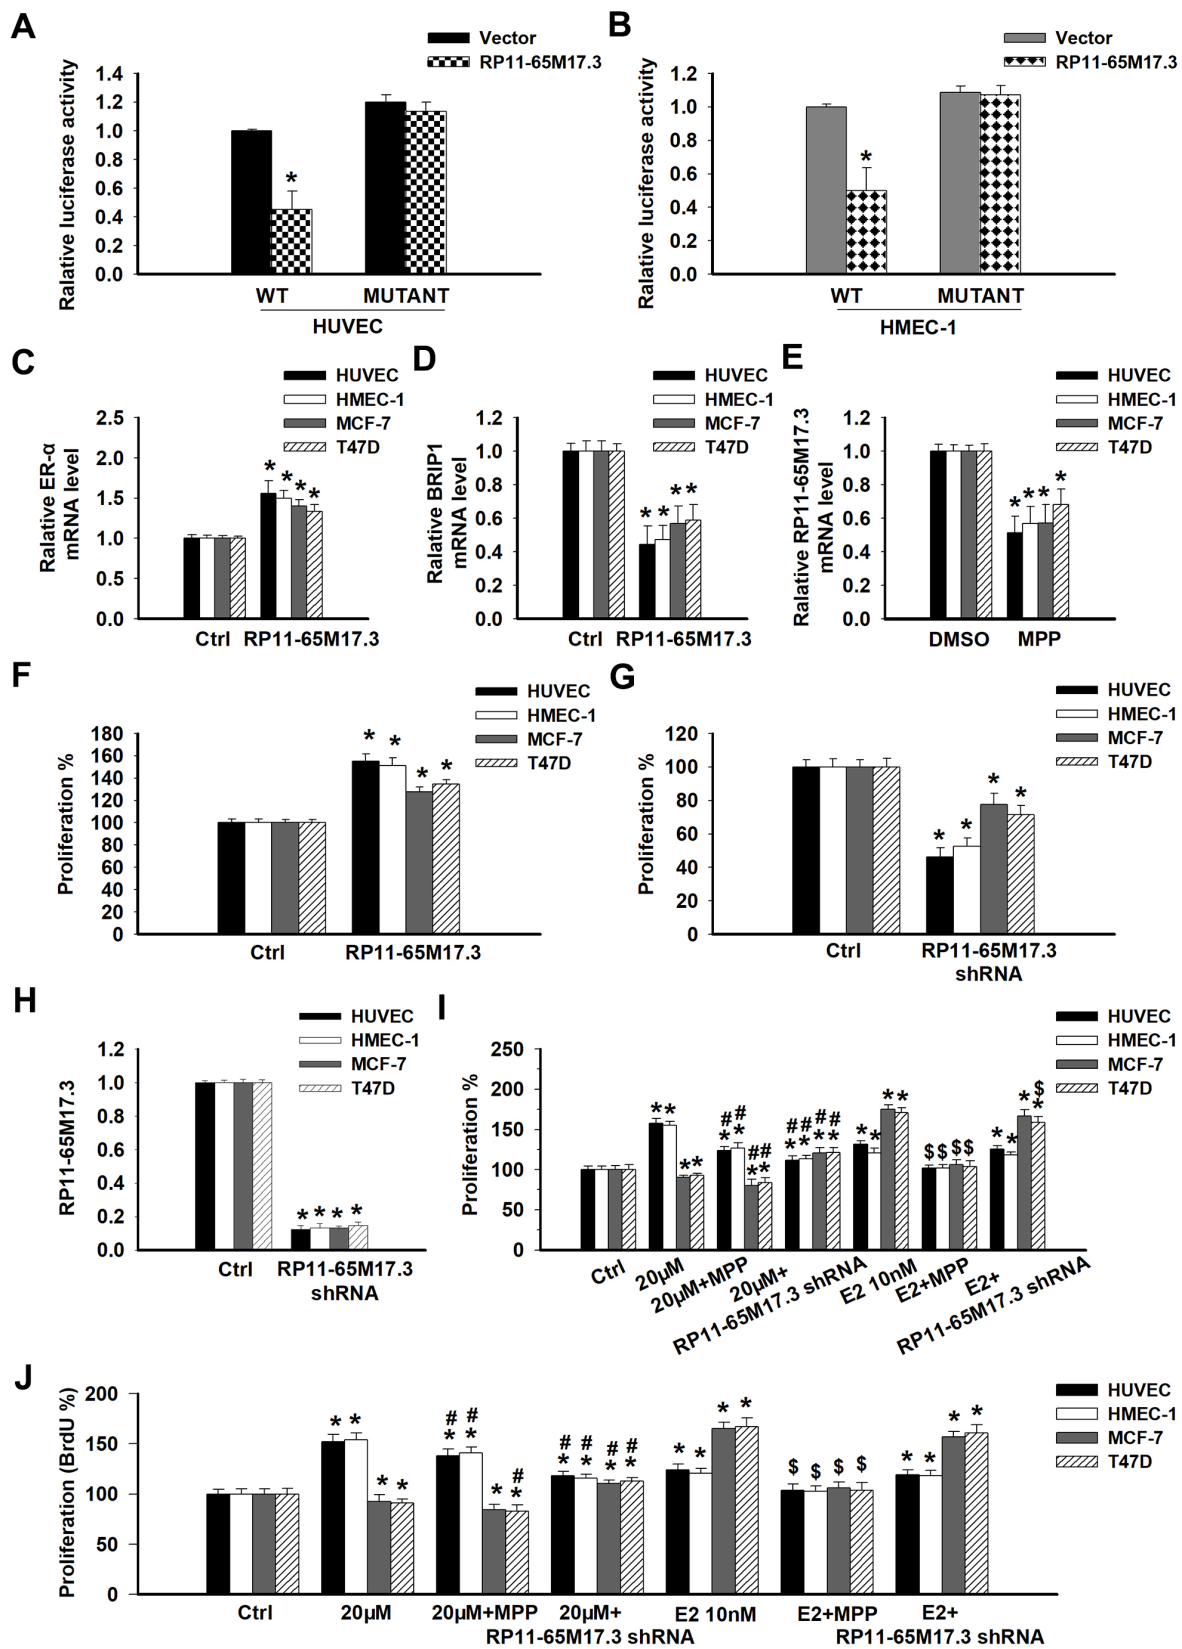 A
Vector
RP11-65M17.3
Ralative luciferase activity
1.4
1.2
1.0
0.8
0.6
0.4
0.2
0.0
*
WT MUTANT
HUVEC
B
Vector
RP11-65M17.3
Ralative luciferase activity
1.2
1.0
0.8
0.6
0.4
0.2
0.0
*
WT MUTANT
HMEC-1
C
HUVEC
HMEC-1
MCF-7
T47D
Ralative ER-α
mRNA level
2.5
2.0
1.5
1.0
0.5
0.0
* * * *
Ctrl RP11-65M17.3
D
HUVEC
HMEC-1
MCF-7
T47D
Ralative BRIP1
mRNA level
1.2
1.0
0.8
0.6
0.4
0.2
0.0
* * * *
Ctrl RP11-65M17.3
E
HUVEC
HMEC-1
MCF-7
T47D
Ralative RP11-65M17.3
mRNA level
1.2
1.0
0.8
0.6
0.4
0.2
0.0
* * * *
DMSO MPP
F
HUVEC
HMEC-1
MCF-7
T47D
Proliferation %
180
160
140
120
100
80
60
40
20
0
* * * *
Ctrl RP11-65M17.3
G
HUVEC
HMEC-1
MCF-7
T47D
Proliferation %
120
100
80
60
40
20
0
* * * *
Ctrl RP11-65M17.3
shRNA
H
HUVEC
HMEC-1
MCF-7
T47D
RP11-65M17.3
1.2
1.0
0.8
0.6
0.4
0.2
0.0
* * * *
Ctrl RP11-65M17.3
shRNA
I
HUVEC
HMEC-1
MCF-7
T47D
Proliferation %
250
200
150
100
50
0
* * * *
# # # #
* * * *
# # # #
* * * *
* * * *
$ $ $ $
$
* * * *
Ctrl
20μM
20μM+MPP
20μM+
RP11-65M17.3 shRNA
E2 10nM
E2+MPP
E2+
RP11-65M17.3 shRNA
J
HUVEC
HMEC-1
MCF-7
T47D
Proliferation (BrdU %)
200
150
100
50
0
* * * *
# # #
* * * *
# # # #
* * * *
* * * *
$ $ $ $
* * * *
Ctrl 20μM 20μM+MPP 20μM+ E2 10nM E2+MPP E2+
RP11-65M17.3 shRNA RP11-65M17.3 shRNA